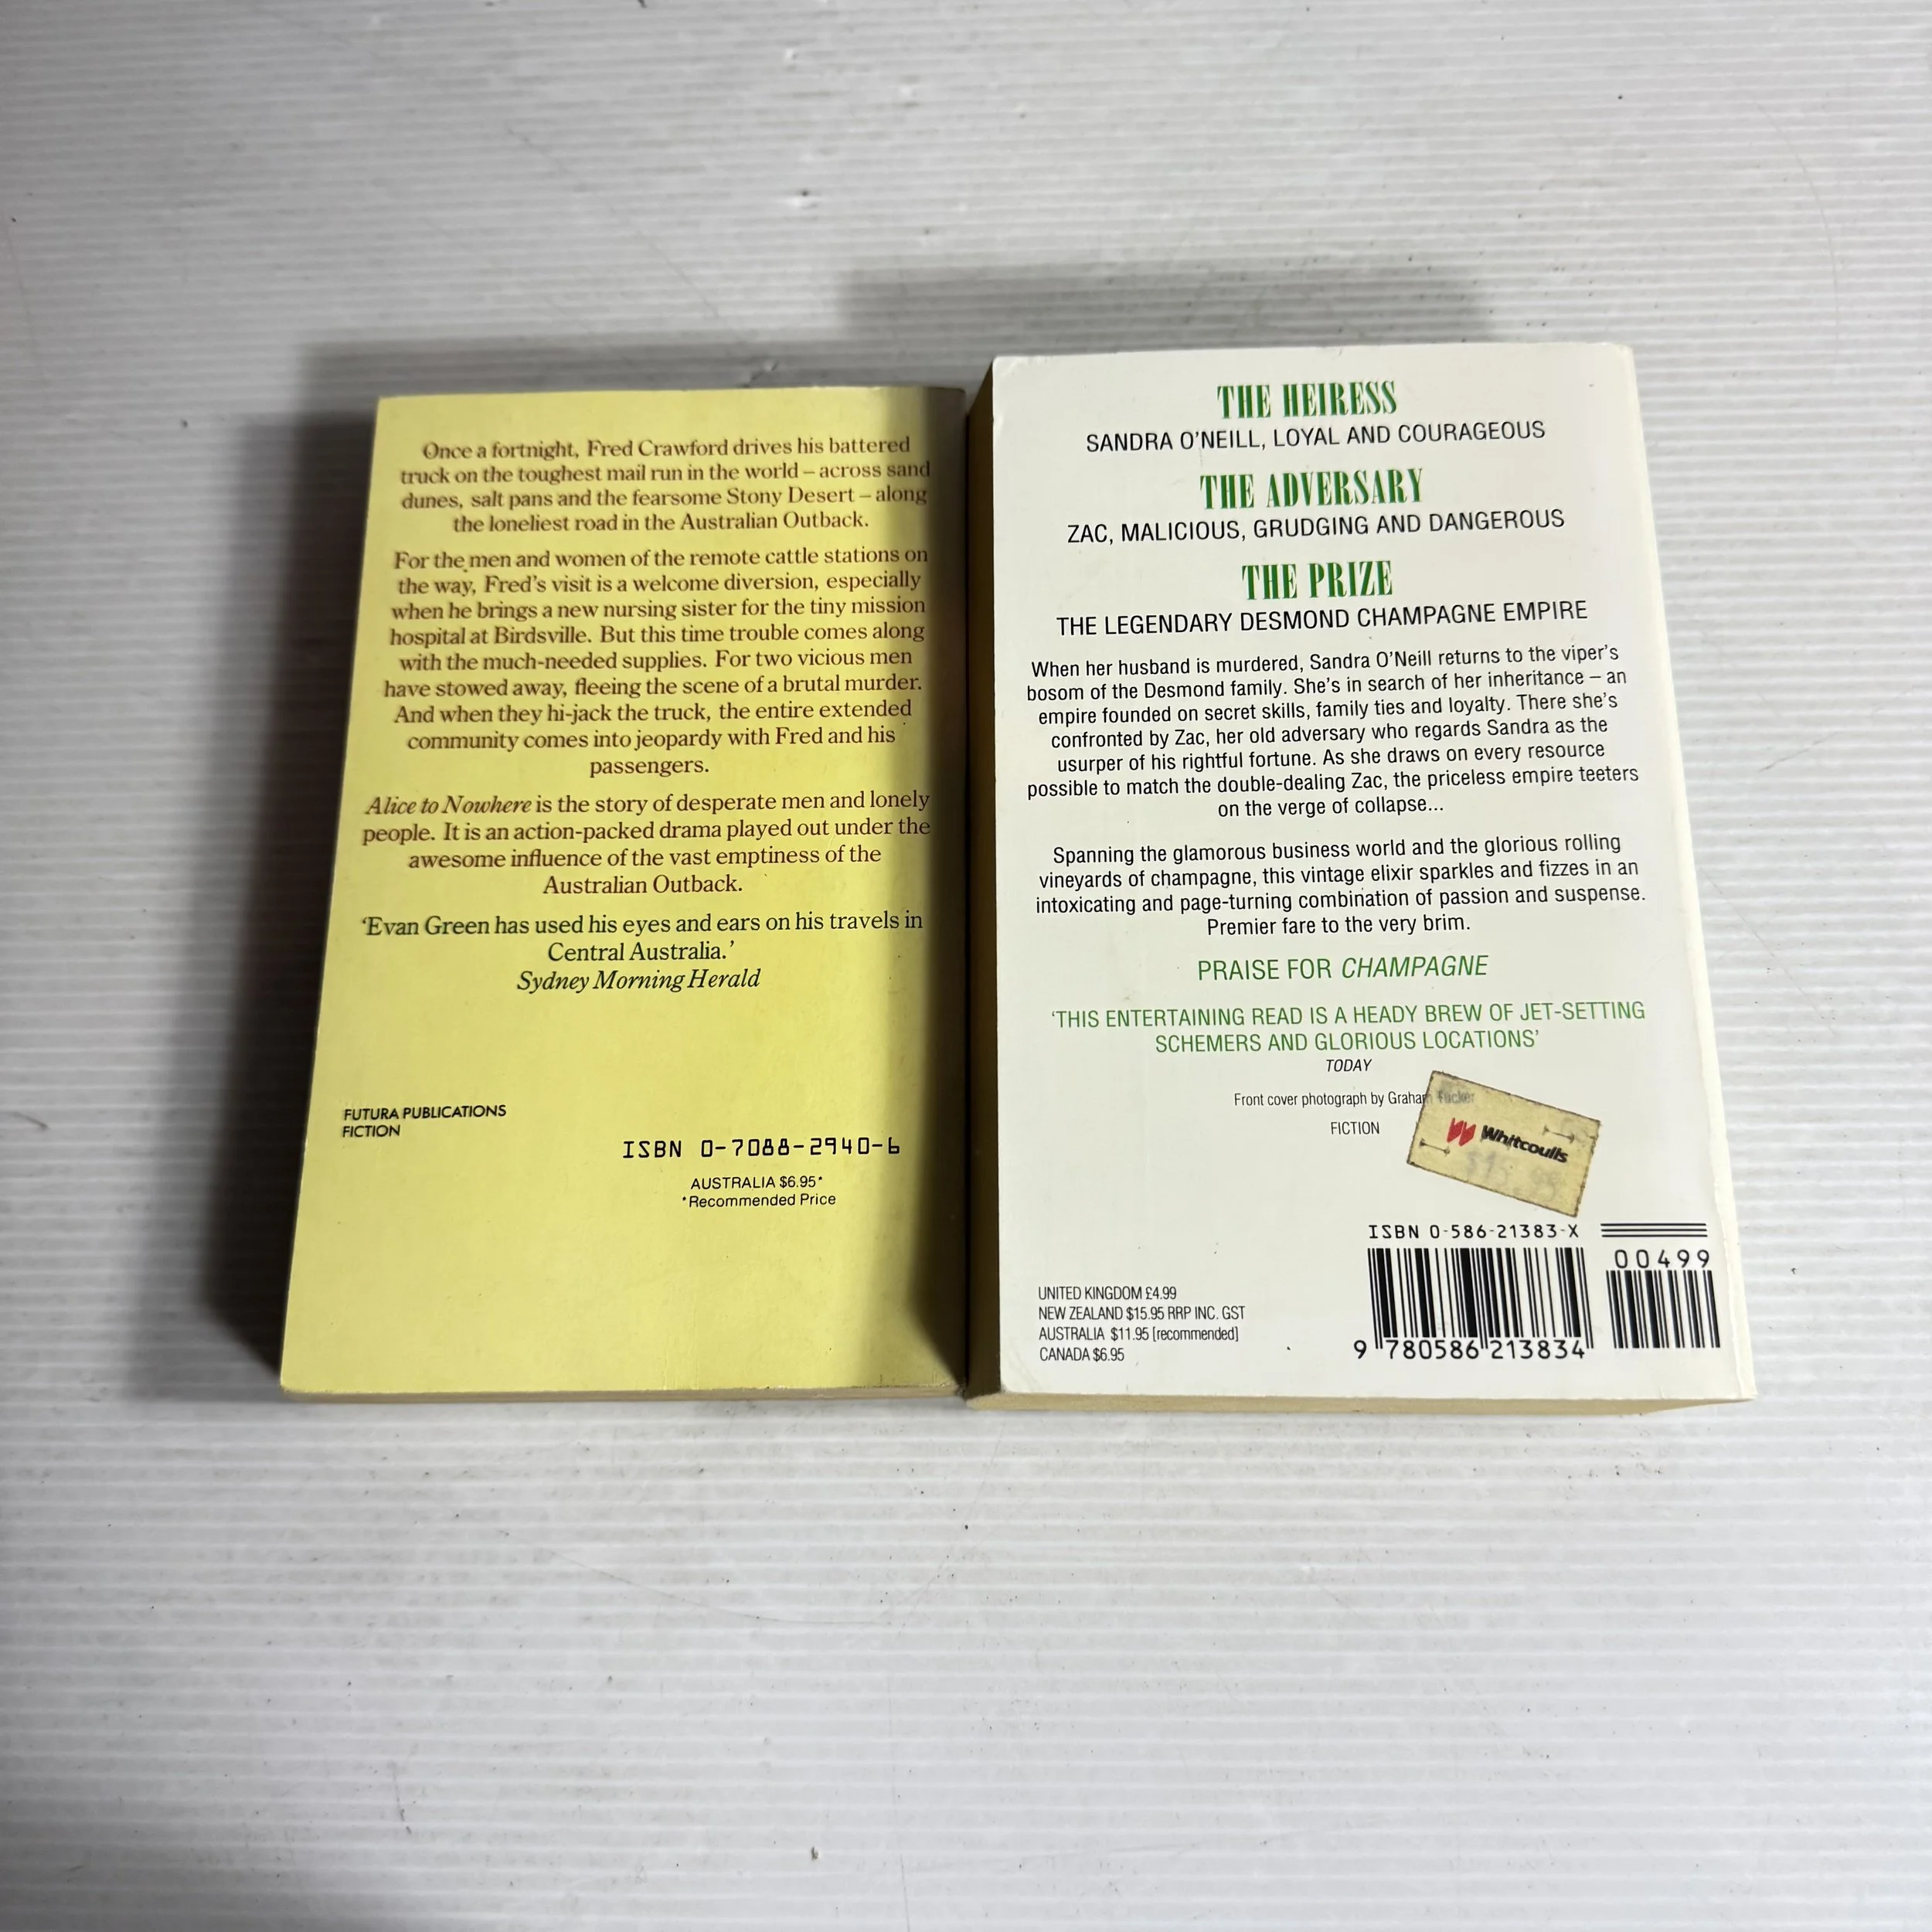 Once a fortnight, Fred Crawford drives his battered
truck on the toughest mail run in the world – across sand
dunes, salt pans and the fearsome Stony Desert – along
the loneliest road in the Australian Outback.
For the men and women of the remote cattle stations on
the way, Fred's visit is a welcome diversion, especially
when he brings a new nursing sister for the tiny mission
hospital at Birdsville. But this time trouble comes along
with the much-needed supplies. For two vicious men
have stowed away, fleeing the scene of a brutal murder.
And when they hi-jack the truck, the entire extended
community comes into jeopardy with Fred and his
passengers.
Alice to Nowhere is the story of desperate men and lonely
people. It is an action-packed drama played out under the
awesome influence of the vast emptiness of the
Australian Outback.
'Evan Green has used his eyes and ears on his travels in
Central Australia.'
Sydney Morning Herald
FUTURA PUBLICATIONS
FICTION
ISBN 0-7088-2940-6
AUSTRALIA $6.95*
*Recommended Price
THE HEIRESS
SANDRA O'NEILL, LOYAL AND COURAGEOUS
THE ADVERSARY
ZAC, MALICIOUS, GRUDGING AND DANGEROUS
THE PRIZE
THE LEGENDARY DESMOND CHAMPAGNE EMPIRE
When her husband is murdered, Sandra O'Neill returns to the viper's
bosom of the Desmond family. She's in search of her inheritance – an
empire founded on secret skills, family ties and loyalty. There she's
confronted by Zac, her old adversary who regards Sandra as the
usurper of his rightful fortune. As she draws on every resource
possible to match the double-dealing Zac, the priceless empire teeters
on the verge of collapse...
Spanning the glamorous business world and the glorious rolling
vineyards of champagne, this vintage elixir sparkles and fizzes in an
intoxicating and page-turning combination of passion and suspense.
Premier fare to the very brim.
PRAISE FOR CHAMPAGNE
'THIS ENTERTAINING READ IS A HEADY BREW OF JET-SETTING
SCHEMERS AND GLORIOUS LOCATIONS'
TODAY
Front cover photograph by Graham Tucker
FICTION
Whitcoulls
ISBN 0-586-21383-X
00499
9 780586 213834
UNITED KINGDOM £4.99
NEW ZEALAND $15.95 RRP INC. GST
AUSTRALIA $11.95 [recommended]
CANADA $6.95